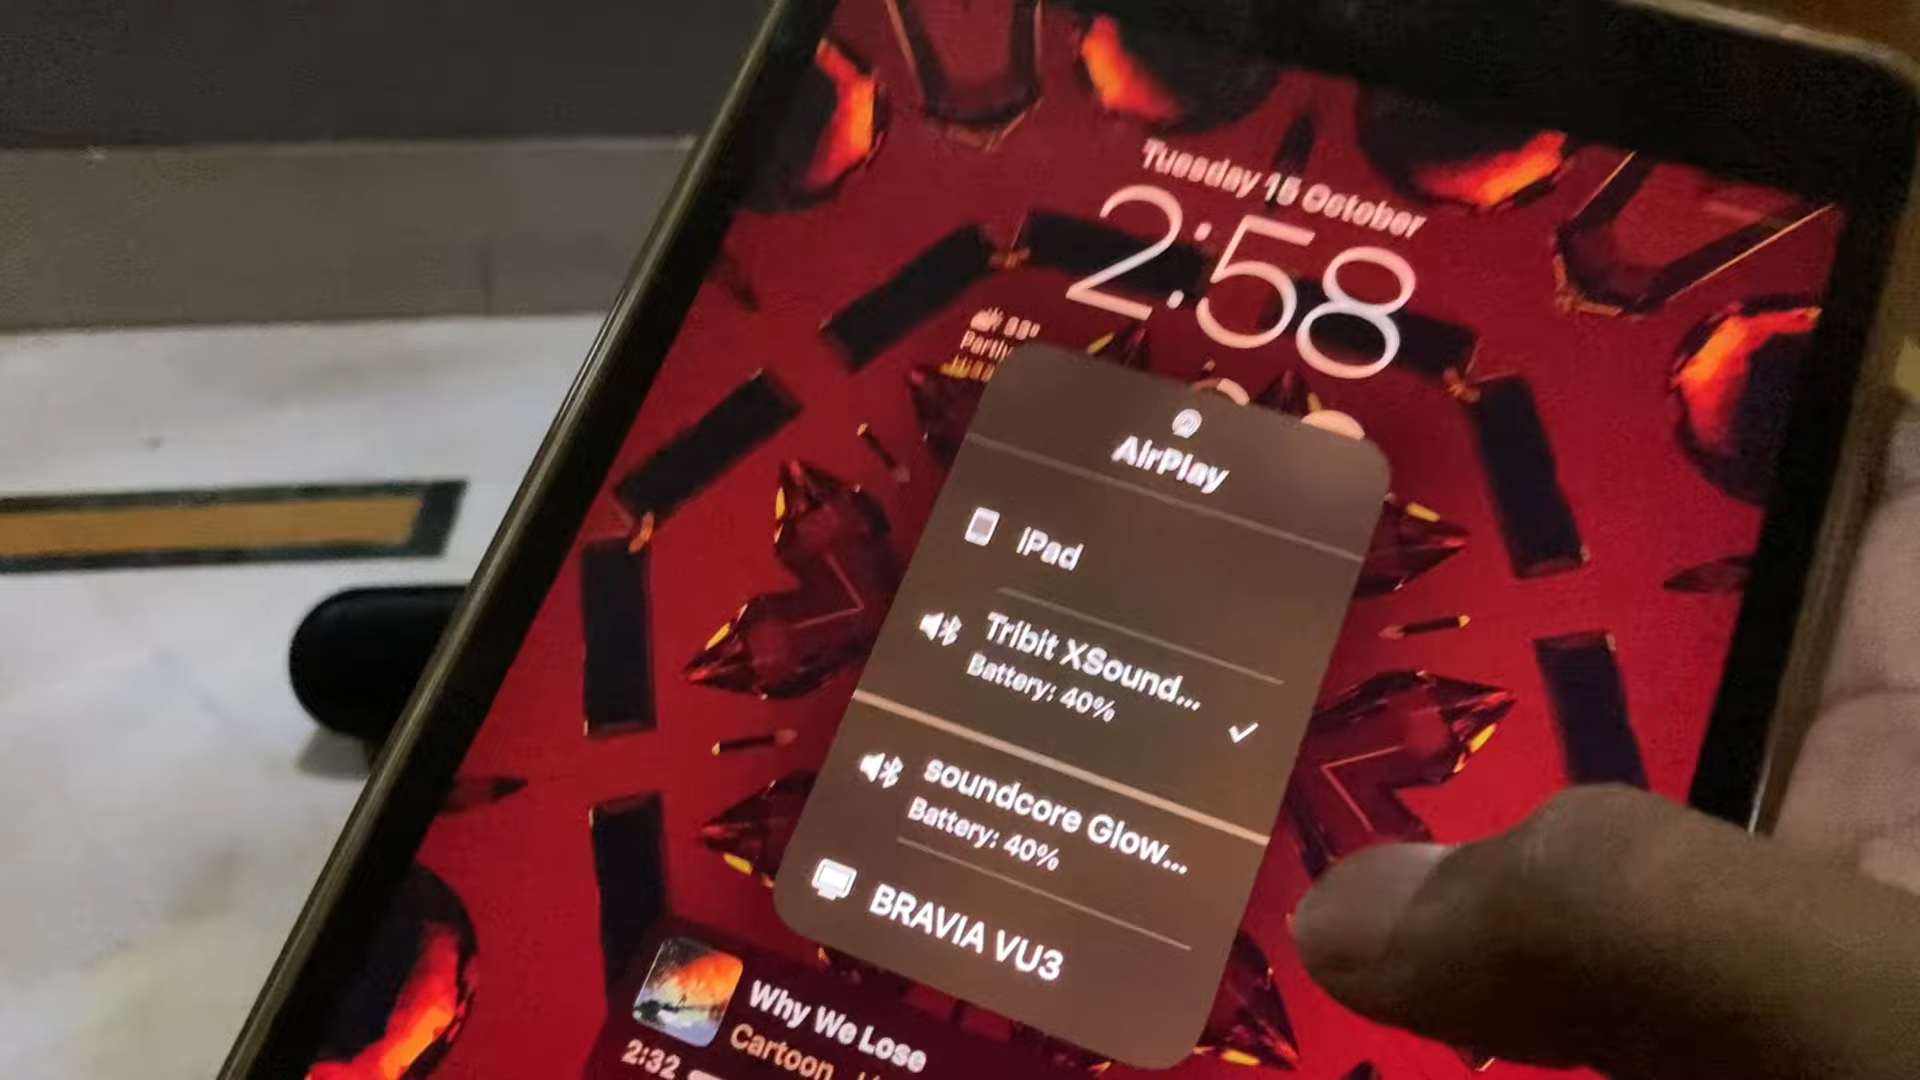 Tuesday 15 October
2:58
Partly
AirPlay
iPad
Tribit XSound...
Battery: 40%
soundcore Glow...
Battery: 40%
BRAVIA VU3
Why We Lose
Cartoon
2:32